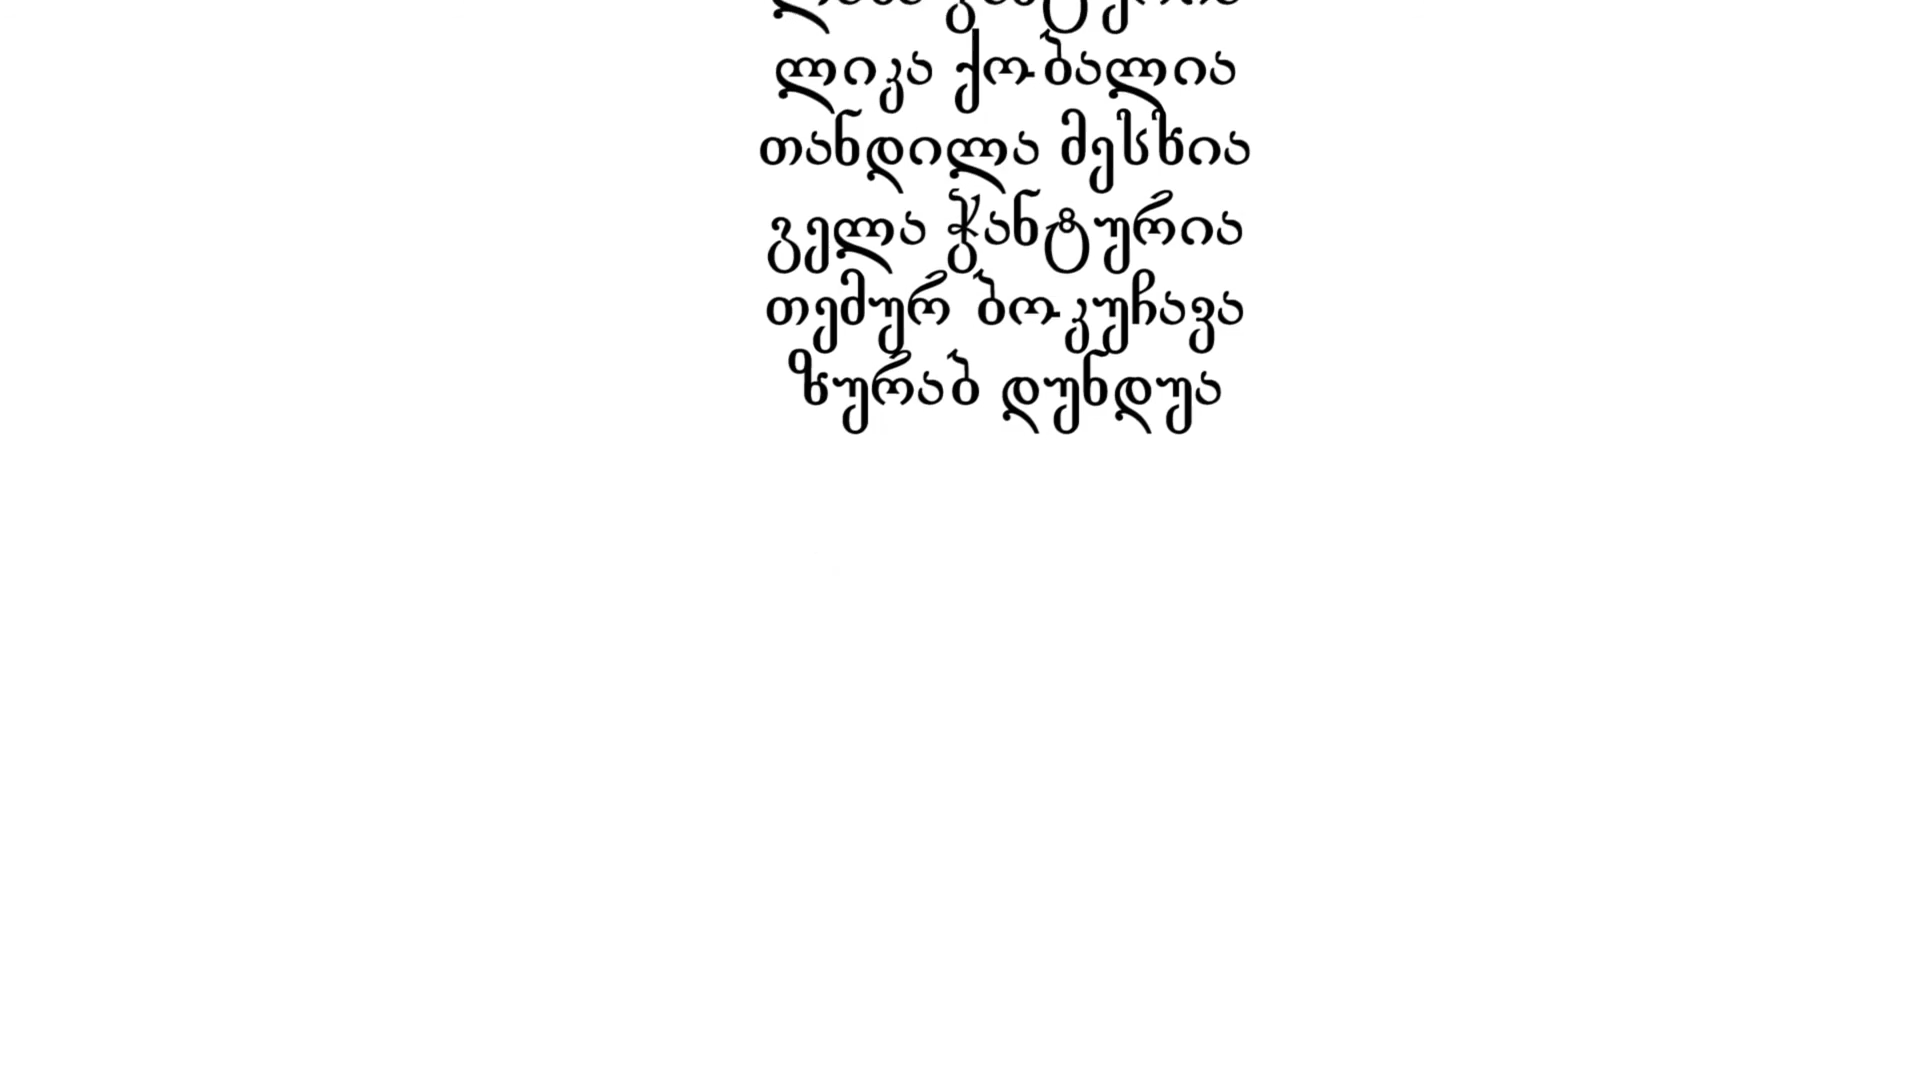 ლიკა ქობალია
თანდილა მესხია
გელა ჭანტურია
თემურ ბოკუჩავა
ზურაბ დუნდუა